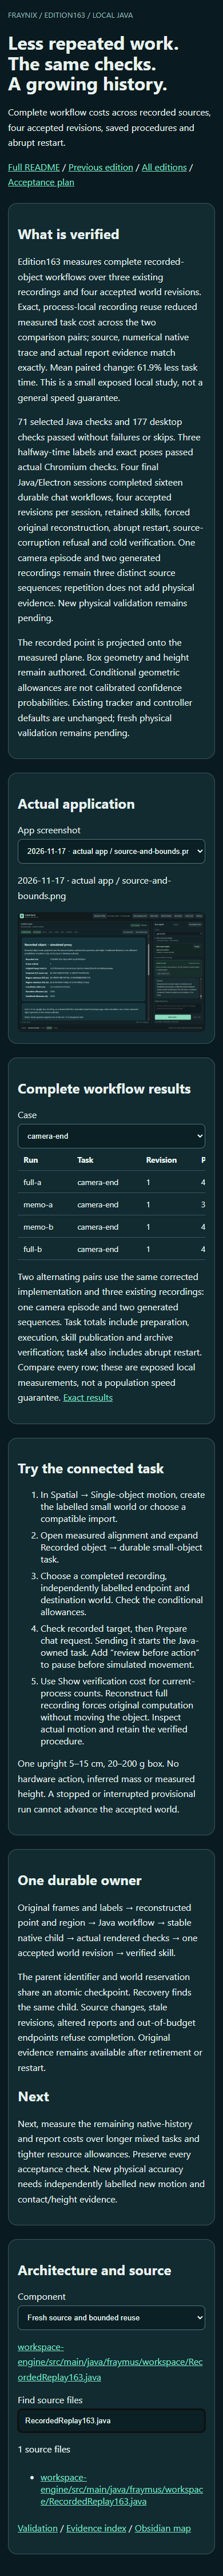 FRAYNIX / EDITION163 / LOCAL JAVA
Less repeated work.
The same checks.
A growing history.
Complete workflow costs across recorded sources,
four accepted revisions, saved procedures and
abrupt restart.
Full README / Previous edition / All editions /
Acceptance plan
What is verified
Edition163 measures complete recorded-
object workflows over three existing
recordings and four accepted world revisions.
Exact, process-local recording reuse reduced
measured task cost across the two
comparison pairs; source, numerical native
trace and actual report evidence match
exactly. Mean paired change: 61.9% less task
time. This is a small exposed local study, not a
general speed guarantee.
71 selected Java checks and 177 desktop
checks passed without failures or skips. Three
halfway-time labels and exact poses passed
actual Chromium checks. Four final
Java/Electron sessions completed sixteen
durable chat workflows, four accepted
revisions per session, retained skills, forced
original reconstruction, abrupt restart, source-
corruption refusal and cold verification. One
camera episode and two generated
recordings remain three distinct source
sequences; repetition does not add physical
evidence. New physical validation remains
pending.
The recorded point is projected onto the
measured plane. Box geometry and height
remain authored. Conditional geometric
allowances are not calibrated confidence
probabilities. Existing tracker and controller
defaults are unchanged; fresh physical
validation remains pending.
Actual application
App screenshot
2026-11-17 · actual app / source-and-bounds.pr
2026-11-17 · actual app / source-and-
bounds.png
Complete workflow results
Case
camera-end
Run Task Revision P
full-a camera-end 1 4
memo-a camera-end 1 3
memo-b camera-end 1 4
full-b camera-end 1 4
Two alternating pairs use the same corrected
implementation and three existing recordings:
one camera episode and two generated
sequences. Task totals include preparation,
execution, skill publication and archive
verification; task4 also includes abrupt restart.
Compare every row; these are exposed local
measurements, not a population speed
guarantee. Exact results
Try the connected task
1. In Spatial → Single-object motion, create
the labelled small world or choose a
compatible import.
2. Open measured alignment and expand
Recorded object → durable small-object
task.
3. Choose a completed recording,
independently labelled endpoint and
destination world. Check the conditional
allowances.
4. Check recorded target, then Prepare
chat request. Sending it starts the Java-
owned task. Add “review before action”
to pause before simulated movement.
5. Use Show verification cost for current-
process counts. Reconstruct full
recording forces original computation
without moving the object. Inspect
actual motion and retain the verified
procedure.
One upright 5–15 cm, 20–200 g box. No
hardware action, inferred mass or measured
height. A stopped or interrupted provisional
run cannot advance the accepted world.
One durable owner
Original frames and labels → reconstructed
point and region → Java workflow → stable
native child → actual rendered checks → one
accepted world revision → verified skill.
The parent identifier and world reservation
share an atomic checkpoint. Recovery finds
the same child. Source changes, stale
revisions, altered reports and out-of-budget
endpoints refuse completion. Original
evidence remains available after retirement or
restart.
Next
Next, measure the remaining native-history
and report costs over longer mixed tasks and
tighter resource allowances. Preserve every
acceptance check. New physical accuracy
needs independently labelled new motion and
contact/height evidence.
Architecture and source
Component
Fresh source and bounded reuse
workspace-
engine/src/main/java/fraymus/workspace/Rec
ordedReplay163.java
Find source files
RecordedReplay163.java
1 source files
• workspace-
engine/src/main/java/fraymus/workspac
e/RecordedReplay163.java
Validation / Evidence index / Obsidian map